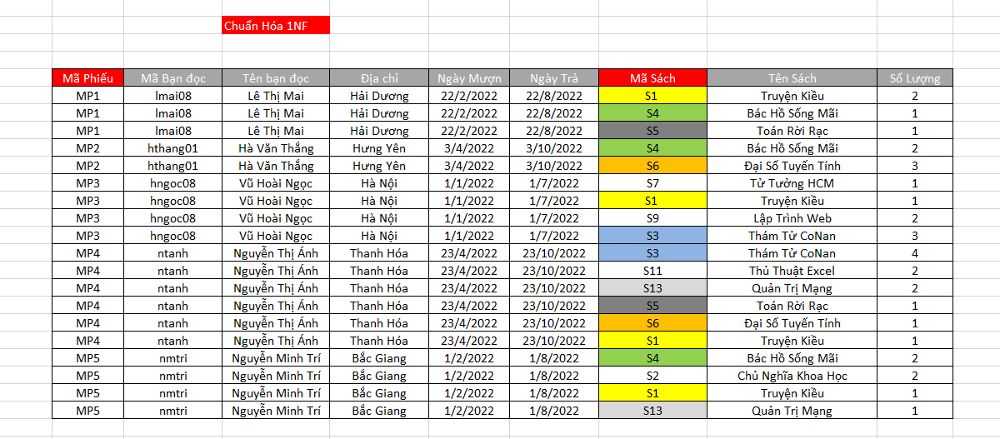 Chuẩn Hóa 1NF
Mã Phiếu Mã Bạn đọc Tên bạn đọc Địa chỉ Ngày Mượn Ngày Trả Mã Sách Tên Sách Số Lượng
MP1 lmai08 Lê Thị Mai Hải Dương 22/2/2022 22/8/2022 S1 Truyện Kiều 2
MP1 lmai08 Lê Thị Mai Hải Dương 22/2/2022 22/8/2022 S4 Bác Hồ Sống Mãi 1
MP1 lmai08 Lê Thị Mai Hải Dương 22/2/2022 22/8/2022 S5 Toán Rời Rạc 1
MP2 hthang01 Hà Văn Thắng Hưng Yên 3/4/2022 3/10/2022 S4 Bác Hồ Sống Mãi 2
MP2 hthang01 Hà Văn Thắng Hưng Yên 3/4/2022 3/10/2022 S6 Đại Số Tuyến Tính 3
MP3 hngoc08 Vũ Hoài Ngọc Hà Nội 1/1/2022 1/7/2022 S7 Tử Tưởng HCM 1
MP3 hngoc08 Vũ Hoài Ngọc Hà Nội 1/1/2022 1/7/2022 S1 Truyện Kiều 1
MP3 hngoc08 Vũ Hoài Ngọc Hà Nội 1/1/2022 1/7/2022 S9 Lập Trình Web 2
MP3 hngoc08 Vũ Hoài Ngọc Hà Nội 1/1/2022 1/7/2022 S3 Thám Tử CoNan 3
MP4 ntanh Nguyễn Thị Ánh Thanh Hóa 23/4/2022 23/10/2022 S3 Thám Tử CoNan 4
MP4 ntanh Nguyễn Thị Ánh Thanh Hóa 23/4/2022 23/10/2022 S11 Thủ Thuật Excel 2
MP4 ntanh Nguyễn Thị Ánh Thanh Hóa 23/4/2022 23/10/2022 S13 Quản Trị Mạng 2
MP4 ntanh Nguyễn Thị Ánh Thanh Hóa 23/4/2022 23/10/2022 S5 Toán Rời Rạc 1
MP4 ntanh Nguyễn Thị Ánh Thanh Hóa 23/4/2022 23/10/2022 S6 Đại Số Tuyến Tính 1
MP4 ntanh Nguyễn Thị Ánh Thanh Hóa 23/4/2022 23/10/2022 S1 Truyện Kiều 1
MP5 nmtri Nguyễn Minh Trí Bắc Giang 1/2/2022 1/8/2022 S4 Bác Hồ Sống Mãi 2
MP5 nmtri Nguyễn Minh Trí Bắc Giang 1/2/2022 1/8/2022 S2 Chủ Nghĩa Khoa Học 2
MP5 nmtri Nguyễn Minh Trí Bắc Giang 1/2/2022 1/8/2022 S1 Truyện Kiều 1
MP5 nmtri Nguyễn Minh Trí Bắc Giang 1/2/2022 1/8/2022 S13 Quản Trị Mạng 1